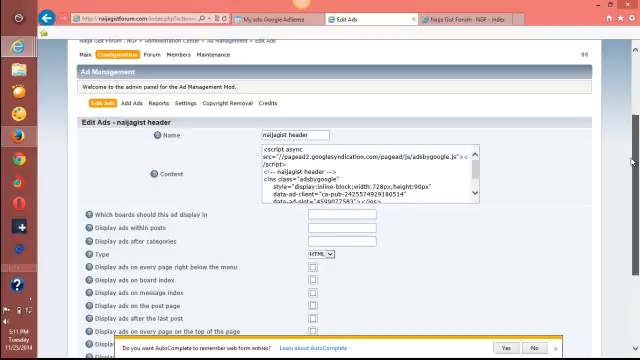 http://naijagistforum.com/index.php?action=
My ads: Google AdSense
Edit Ads
Naija Gist Forum - NGF - Index
Naija Gist Forum - NGF - Administration Center ► Ad Management ► Edit Ads
Main Configuration Forum Members Maintenance
Ad Management
Welcome to the admin panel for the Ad Management Mod.
Edit Ads Add Ads Reports Settings Copyright Removal Credits
Edit Ads - naijagist header
Name
naijagist header
Content
<script async
src="//pagead2.googlesyndication.com/pagead/js/adsbygoogle.js"><
/script>
<!-- naijagist header -->
<ins class="adsbygoogle"
style="display:inline-block;width:728px;height:90px"
data-ad-client="ca-pub-2425574929180514"
data-ad-slot="4599077583"></ins>
Which boards should this ad display in
Display ads within posts
Display ads after categories
Type
HTML
Display ads on every page right below the menu
Display ads on board index
Display ads on message index
Display ads on the post page
Display ads after the last post
Display ads on every page on the top of the page
Do you want AutoComplete to remember web form entries? Learn about AutoComplete
Yes
No
5:11 PM
Tuesday
11/25/2014